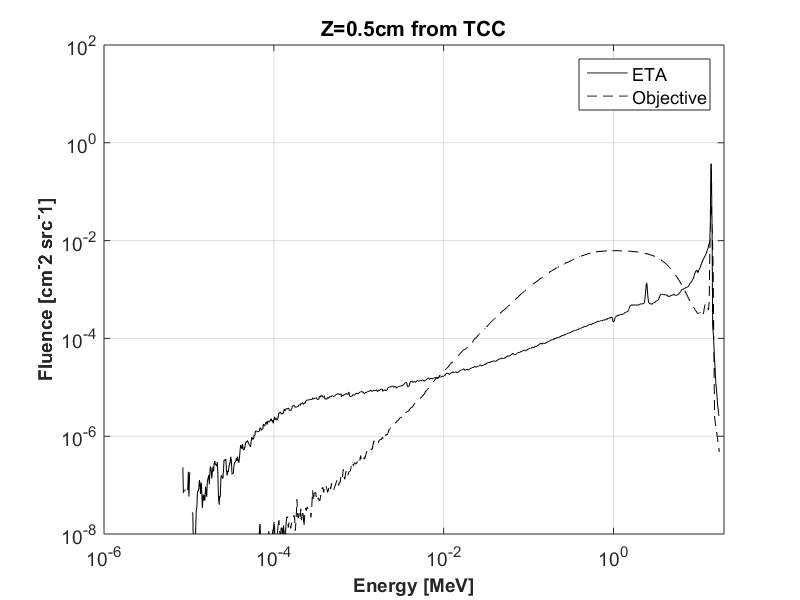 Z=0.5cm from TCC
ETA
Objective
10^2
10^0
10^-2
10^-4
10^-6
10^-8
Fluence [cm^-2 src^-1]
10^-6
10^-4
10^-2
10^0
Energy [MeV]